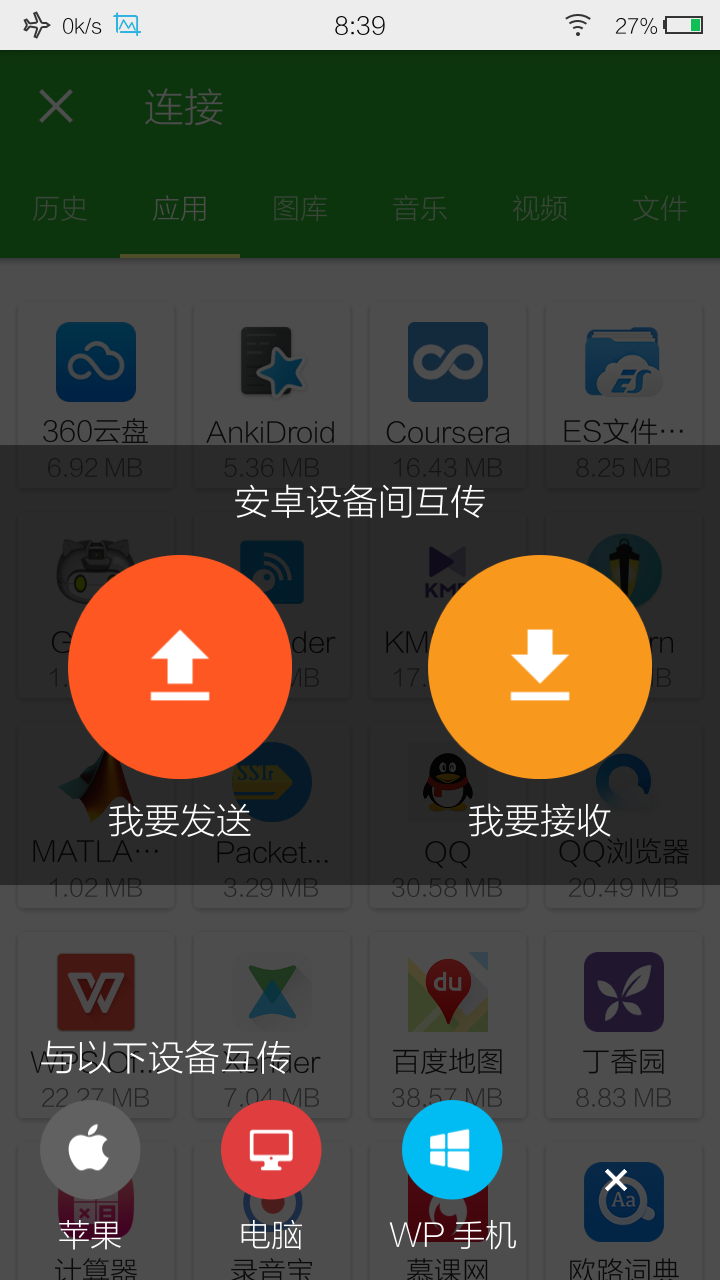 0k/s 8:39 27%
连接
历史 应用 图库 音乐 视频 文件
360云盘 AnkiDroid Coursera ES文件…
6.92 MB 5.36 MB 16.43 MB 8.25 MB
安卓设备间互传
我要发送 我要接收
MATLA… Packet... QQ QQ浏览器
1.02 MB 3.29 MB 30.58 MB 20.49 MB
du
与以下设备互传
百度地图 丁香园
22.27 MB 7.04 MB 38.57 MB 8.83 MB
Aa
苹果 电脑 WP 手机
计算器 录音宝 慕课网 欧路词典